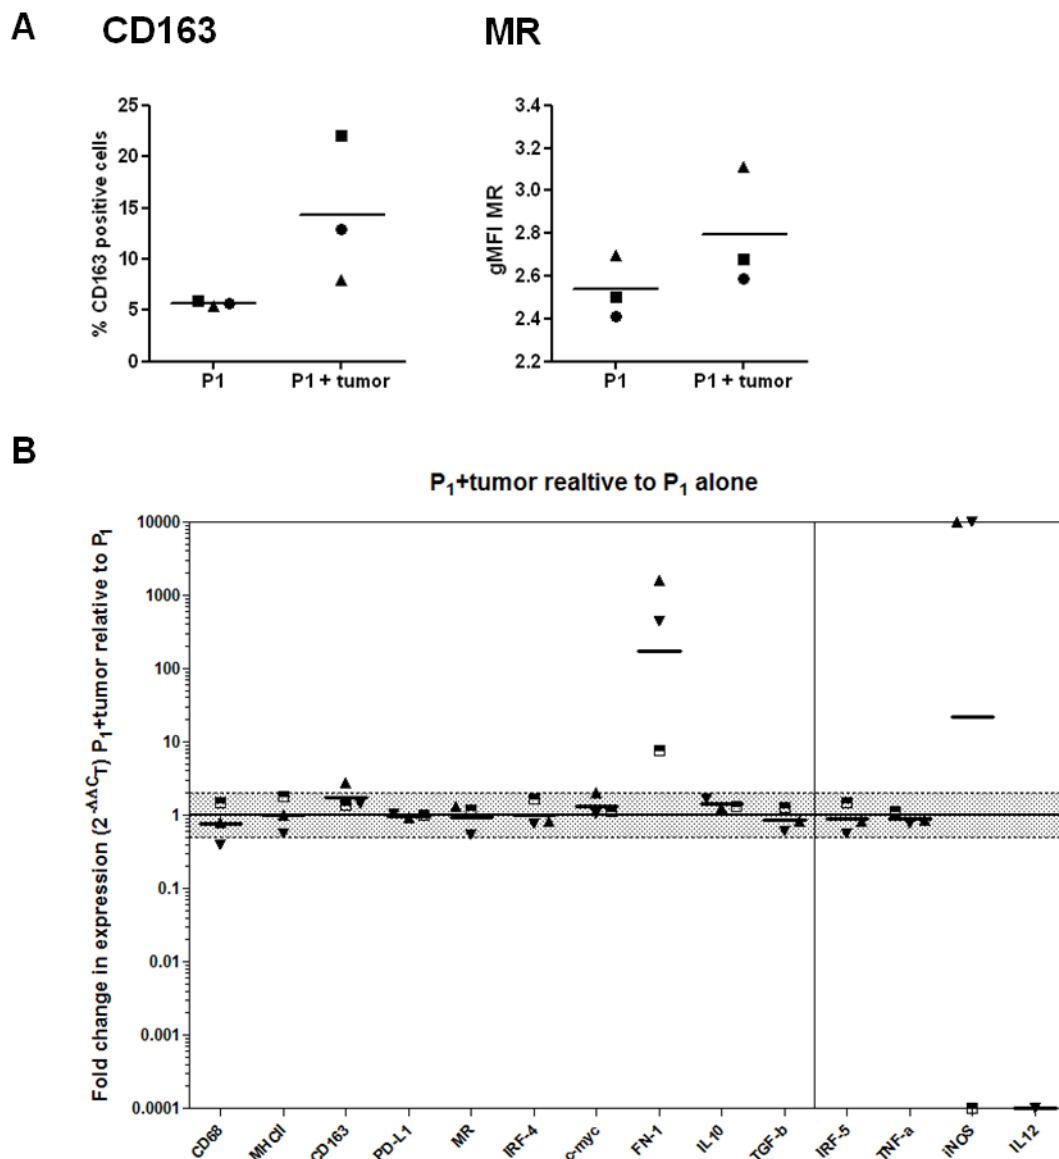 A
CD163
MR
25
20
15
10
5
0
% CD163 positive cells
P1
P1 + tumor
3.4
3.2
3.0
2.8
2.6
2.4
2.2
gMFI MR
P1
P1 + tumor
B
P1+tumor realtive to P1 alone
10000
1000
100
10
1
0.1
0.01
0.001
0.0001
Fold change in expression (2^-ΔΔCT) P1+tumor relative to P1
CD68
MHCII
CD163
PD-L1
MR
IRF-4
c-myc
FN-1
IL10
TGF-b
IRF-5
TNF-a
iNOS
IL12